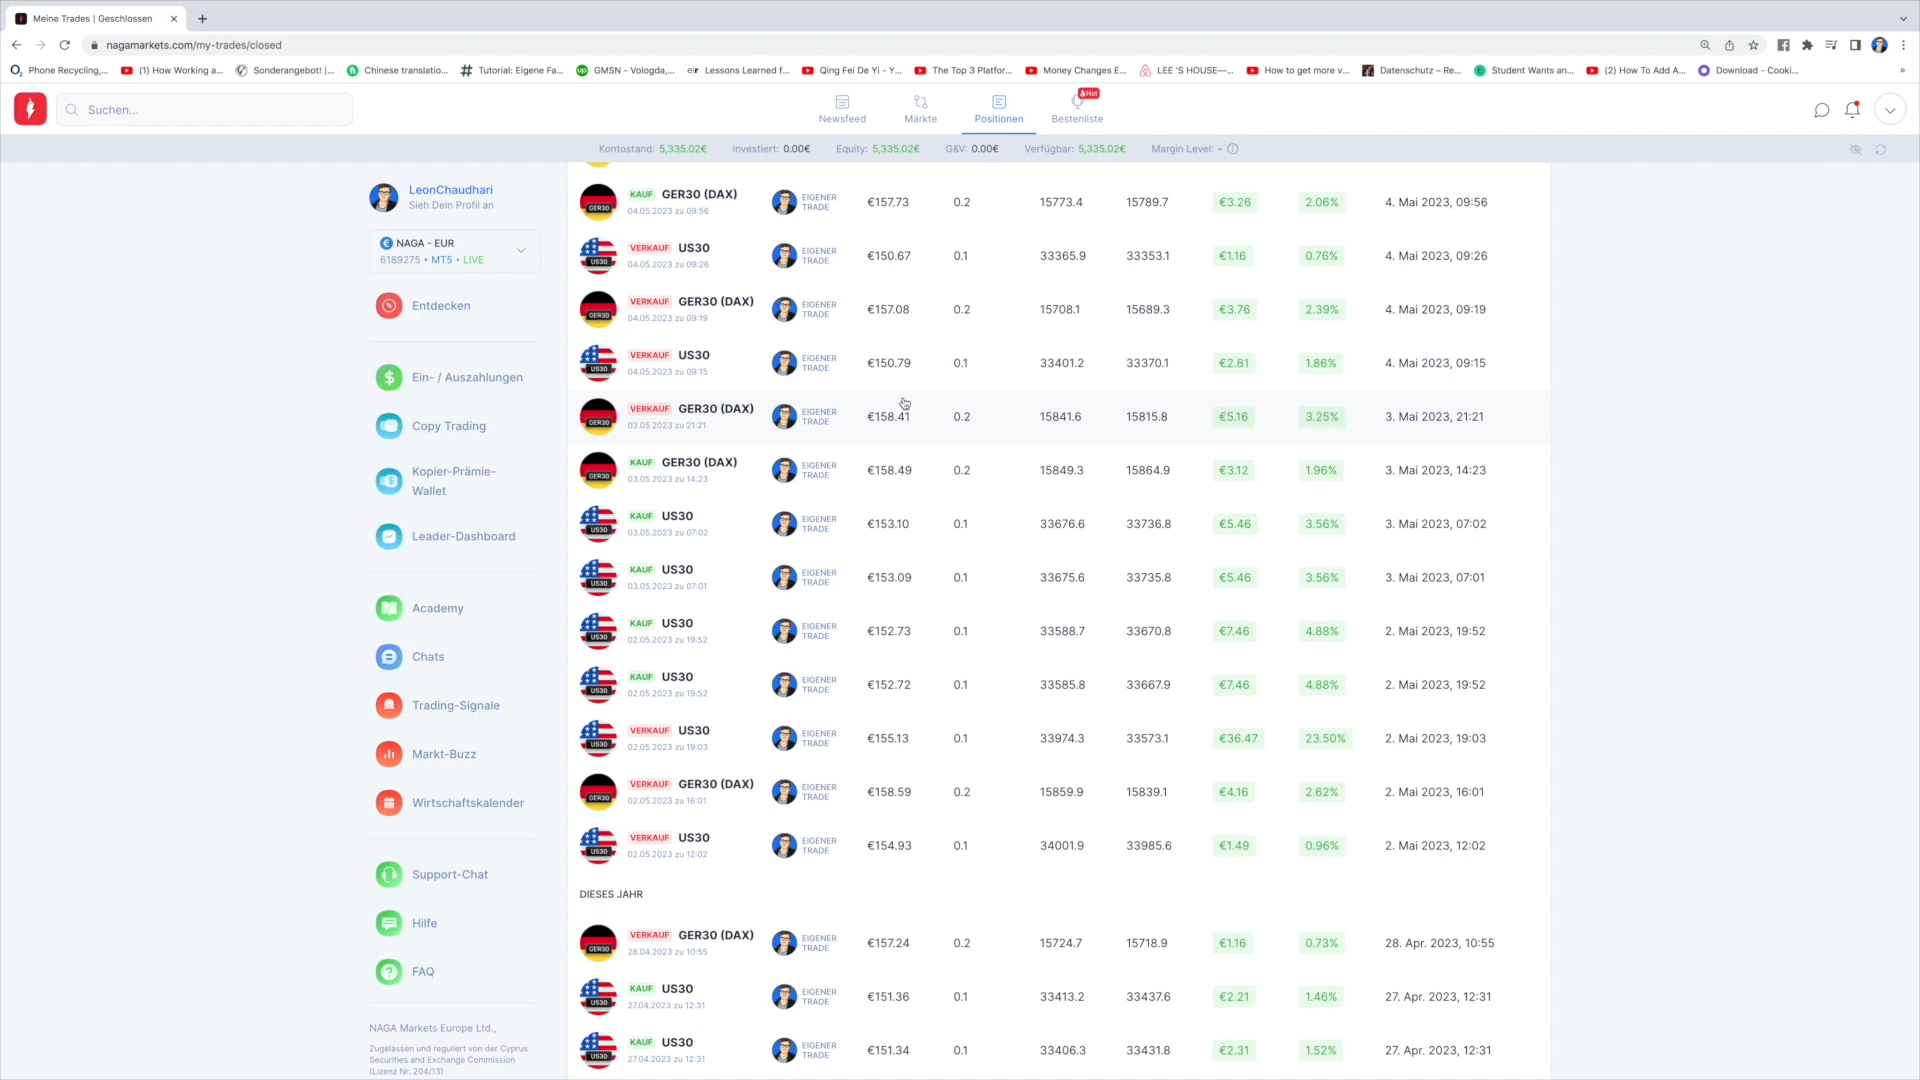 Meine Trades | Geschlossen
nagamarkets.com/my-trades/closed
Phone Recycling,...
(1) How Working a...
Sonderangebot! |...
Chinese translatio...
Tutorial: Eigene Fa...
GMSN - Vologda,...
Lessons Learned f...
Qing Fei De Yi - Y...
The Top 3 Platfor...
Money Changes E...
LEE 'S HOUSE—...
How to get more v...
Datenschutz – Re...
Student Wants an...
(2) How To Add A...
Download - Cooki...
Suchen...
Newsfeed
Märkte
Positionen
Hot
Bestenliste
Kontostand: 5,335.02€ Investiert: 0.00€ Equity: 5,335.02€ G&V: 0.00€ Verfügbar: 5,335.02€ Margin Level: -
LeonChaudhari
Sieh Dein Profil an
NAGA - EUR
6189275 • MT5 • LIVE
Entdecken
Ein- / Auszahlungen
Copy Trading
Kopier-Prämie-
Wallet
Leader-Dashboard
Academy
Chats
Trading-Signale
Markt-Buzz
Wirtschaftskalender
Support-Chat
Hilfe
FAQ
NAGA Markets Europe Ltd.,
Zugelassen und reguliert von der Cyprus
Securities and Exchange Commission
(Lizenz Nr. 204/13)
GER30 KAUF GER30 (DAX) 04.05.2023 zu 09:56 EIGENER TRADE €157.73 0.2 15773.4 15789.7 €3.26 2.06% 4. Mai 2023, 09:56
US30 VERKAUF US30 04.05.2023 zu 09:26 EIGENER TRADE €150.67 0.1 33365.9 33353.1 €1.16 0.76% 4. Mai 2023, 09:26
GER30 VERKAUF GER30 (DAX) 04.05.2023 zu 09:19 EIGENER TRADE €157.08 0.2 15708.1 15689.3 €3.76 2.39% 4. Mai 2023, 09:19
US30 VERKAUF US30 04.05.2023 zu 09:15 EIGENER TRADE €150.79 0.1 33401.2 33370.1 €2.81 1.86% 4. Mai 2023, 09:15
GER30 VERKAUF GER30 (DAX) 03.05.2023 zu 21:21 EIGENER TRADE €158.41 0.2 15841.6 15815.8 €5.16 3.25% 3. Mai 2023, 21:21
GER30 KAUF GER30 (DAX) 03.05.2023 zu 14:23 EIGENER TRADE €158.49 0.2 15849.3 15864.9 €3.12 1.96% 3. Mai 2023, 14:23
US30 KAUF US30 03.05.2023 zu 07:02 EIGENER TRADE €153.10 0.1 33676.6 33736.8 €5.46 3.56% 3. Mai 2023, 07:02
US30 KAUF US30 03.05.2023 zu 07:01 EIGENER TRADE €153.09 0.1 33675.6 33735.8 €5.46 3.56% 3. Mai 2023, 07:01
US30 KAUF US30 02.05.2023 zu 19:52 EIGENER TRADE €152.73 0.1 33588.7 33670.8 €7.46 4.88% 2. Mai 2023, 19:52
US30 KAUF US30 02.05.2023 zu 19:52 EIGENER TRADE €152.72 0.1 33585.8 33667.9 €7.46 4.88% 2. Mai 2023, 19:52
US30 VERKAUF US30 02.05.2023 zu 19:03 EIGENER TRADE €155.13 0.1 33974.3 33573.1 €36.47 23.50% 2. Mai 2023, 19:03
GER30 VERKAUF GER30 (DAX) 02.05.2023 zu 16:01 EIGENER TRADE €158.59 0.2 15859.9 15839.1 €4.16 2.62% 2. Mai 2023, 16:01
US30 VERKAUF US30 02.05.2023 zu 12:02 EIGENER TRADE €154.93 0.1 34001.9 33985.6 €1.49 0.96% 2. Mai 2023, 12:02
DIESES JAHR
GER30 VERKAUF GER30 (DAX) 28.04.2023 zu 10:55 EIGENER TRADE €157.24 0.2 15724.7 15718.9 €1.16 0.73% 28. Apr. 2023, 10:55
US30 KAUF US30 27.04.2023 zu 12:31 EIGENER TRADE €151.36 0.1 33413.2 33437.6 €2.21 1.46% 27. Apr. 2023, 12:31
US30 KAUF US30 27.04.2023 zu 12:31 EIGENER TRADE €151.34 0.1 33406.3 33431.8 €2.31 1.52% 27. Apr. 2023, 12:31